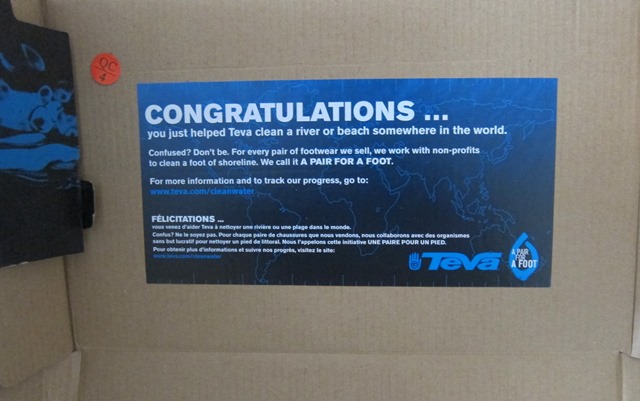 QC
4
CONGRATULATIONS ...
you just helped Teva clean a river or beach somewhere in the world.
Confused? Don't be. For every pair of footwear we sell, we work with non-profits
to clean a foot of shoreline. We call it A PAIR FOR A FOOT.
For more information and to track our progress, go to:
www.teva.com/cleanwater
FÉLICITATIONS ...
vous venez d'aider Teva à nettoyer une rivière ou une plage dans le monde.
Confus? Ne le soyez pas. Pour chaque paire de chaussures que nous vendons, nous collaborons avec des organismes
sans but lucratif pour nettoyer un pied de littoral. Nous l'appelons cette initiative UNE PAIRE POUR UN PIED.
Pour obtenir plus d'informations et suivre nos progrès, visitez le site:
www.teva.com/cleanwater
Teva
A PAIR
FOR
A FOOT